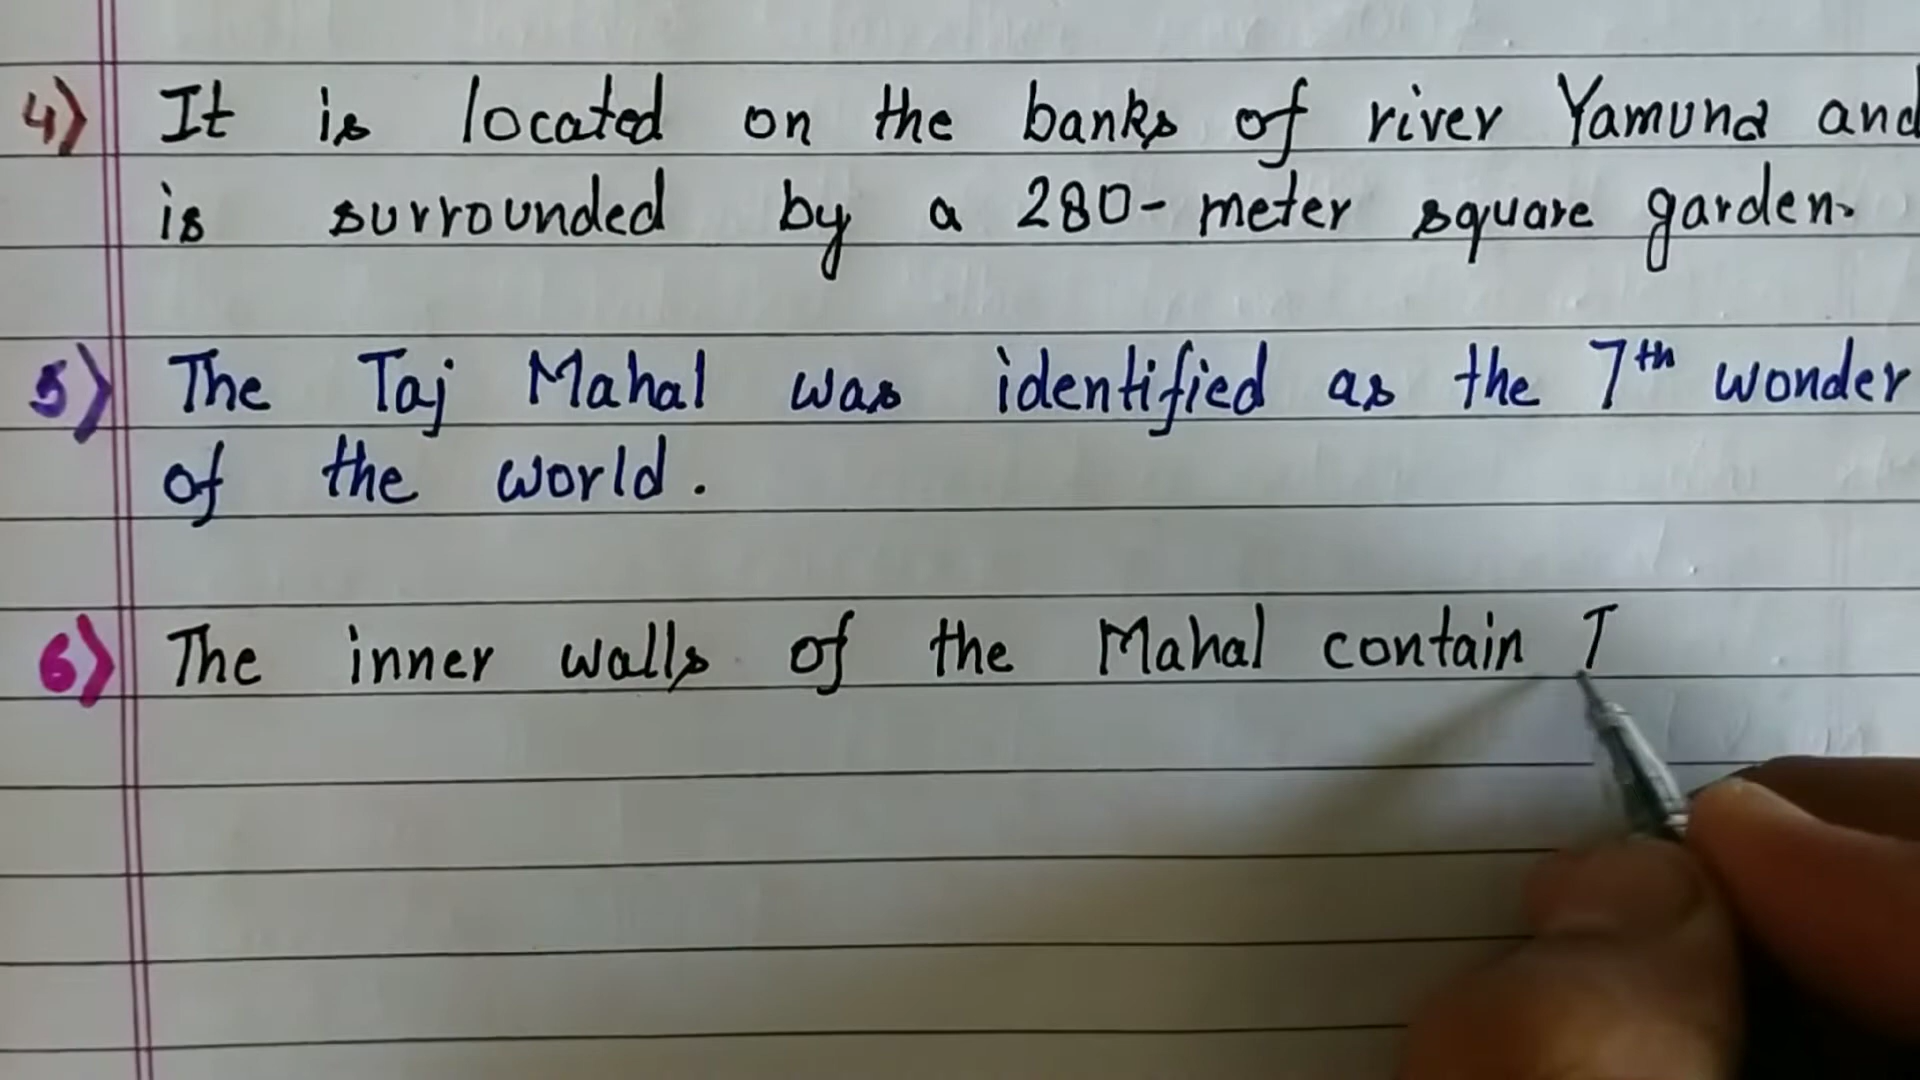 4) It is located on the banks of river Yamuna and
is surrounded by a 280-meter square garden.
5) The Taj Mahal was identified as the 7th wonder
of the world.
6) The inner walls of the Mahal contain I